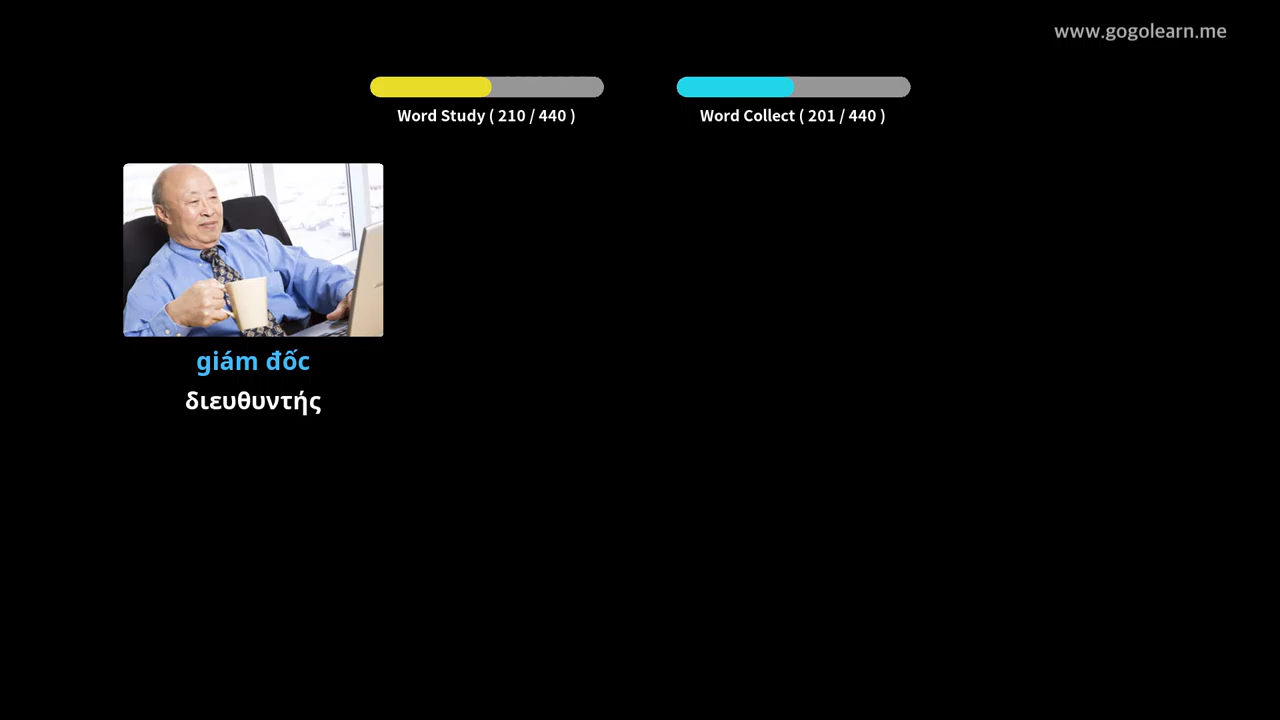 www.gogolearn.me
Word Study ( 210 / 440 )
Word Collect ( 201 / 440 )
giám đốc
διευθυντής